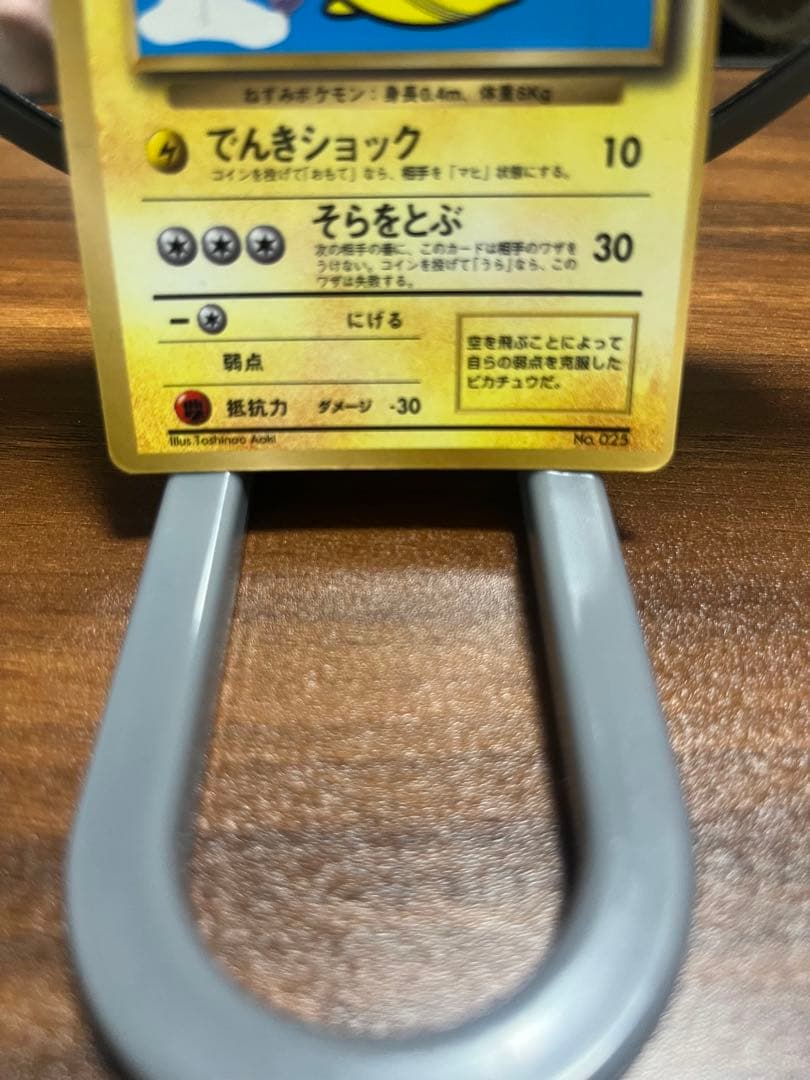 ねずみポケモン：身長0.4m、体重6Kg
でんきショック 10
コインを投げて「おもて」なら、相手を「マヒ」状態にする。
そらをとぶ 30
次の相手の番に、このカードは相手のワザを
うけない。コインを投げて「うら」なら、この
ワザは失敗する。
にげる
弱点
抵抗力 ダメージ -30
空を飛ぶことによって
自らの弱点を克服した
ピカチュウだ。
Illus.Toshinao Aoki No. 025